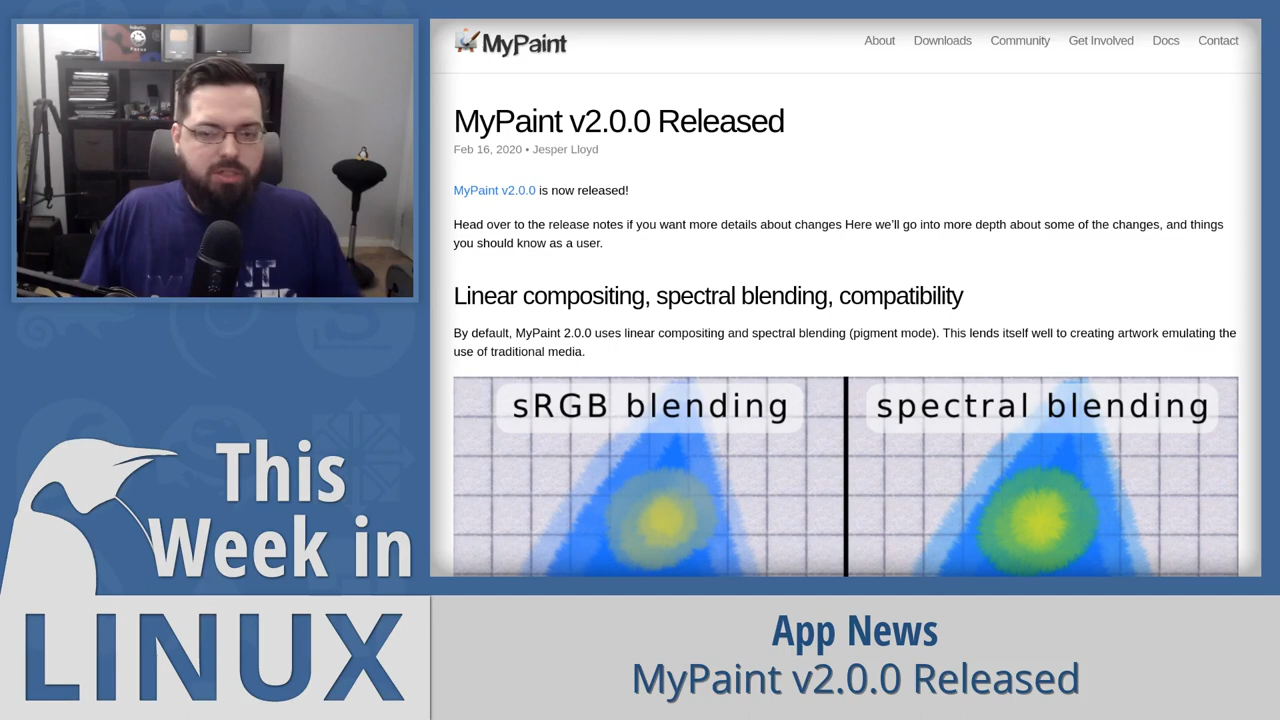 MyPaint
About Downloads Community Get Involved Docs Contact
MyPaint v2.0.0 Released
Feb 16, 2020 • Jesper Lloyd
MyPaint v2.0.0 is now released!
Head over to the release notes if you want more details about changes Here we'll go into more depth about some of the changes, and things
you should know as a user.
Linear compositing, spectral blending, compatibility
By default, MyPaint 2.0.0 uses linear compositing and spectral blending (pigment mode). This lends itself well to creating artwork emulating the
use of traditional media.
sRGB blending
spectral blending
This
Week in
LINUX
App News
MyPaint v2.0.0 Released